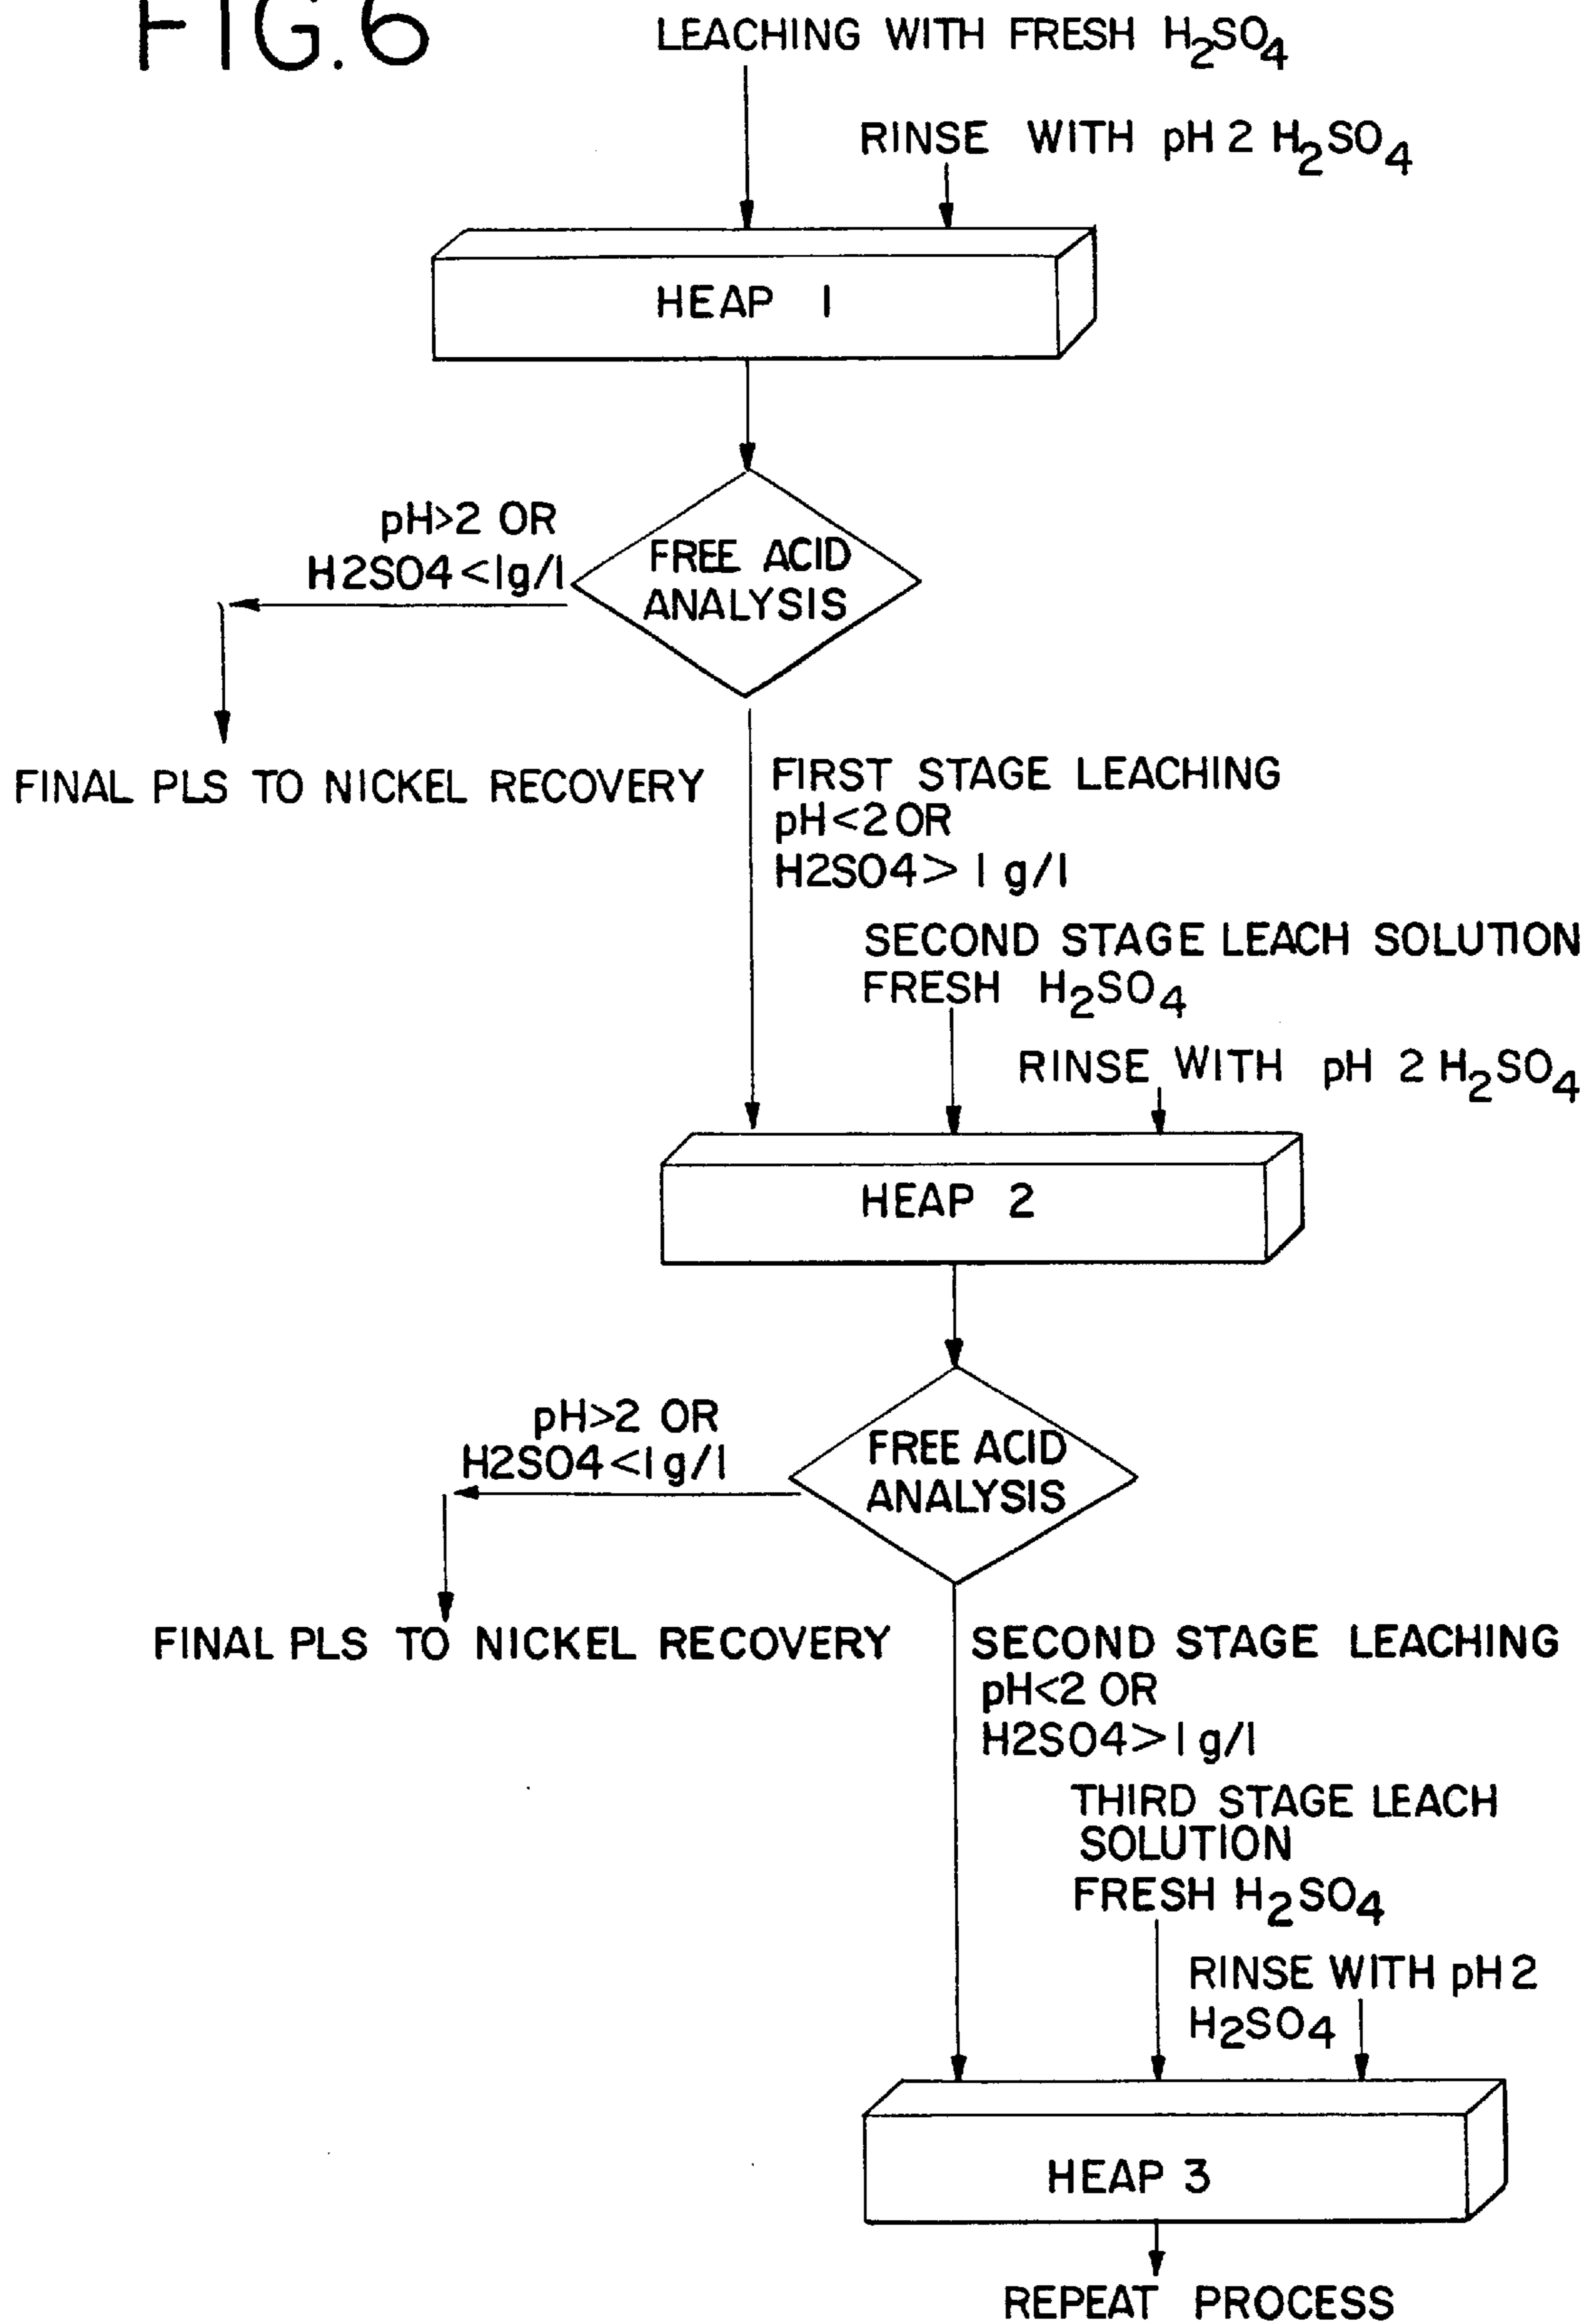 FIG.6
LEACHING WITH FRESH H₂SO₄
RINSE WITH pH 2 H₂SO₄
HEAP 1
pH>2 OR
H2SO4<1g/1
FREE ACID
ANALYSIS
FINAL PLS TO NICKEL RECOVERY
FIRST STAGE LEACHING
pH<2 OR
H2SO4> 1 g/1
SECOND STAGE LEACH SOLUTION
FRESH H₂SO₄
RINSE WITH pH 2 H₂SO₄
HEAP 2
pH>2 OR
H2SO4<1g/1
FREE ACID
ANALYSIS
FINAL PLS TO NICKEL RECOVERY
SECOND STAGE LEACHING
pH<2 OR
H2SO4>1g/1
THIRD STAGE LEACH
SOLUTION
FRESH H₂SO₄
RINSE WITH pH 2
H₂SO₄
HEAP 3
REPEAT PROCESS